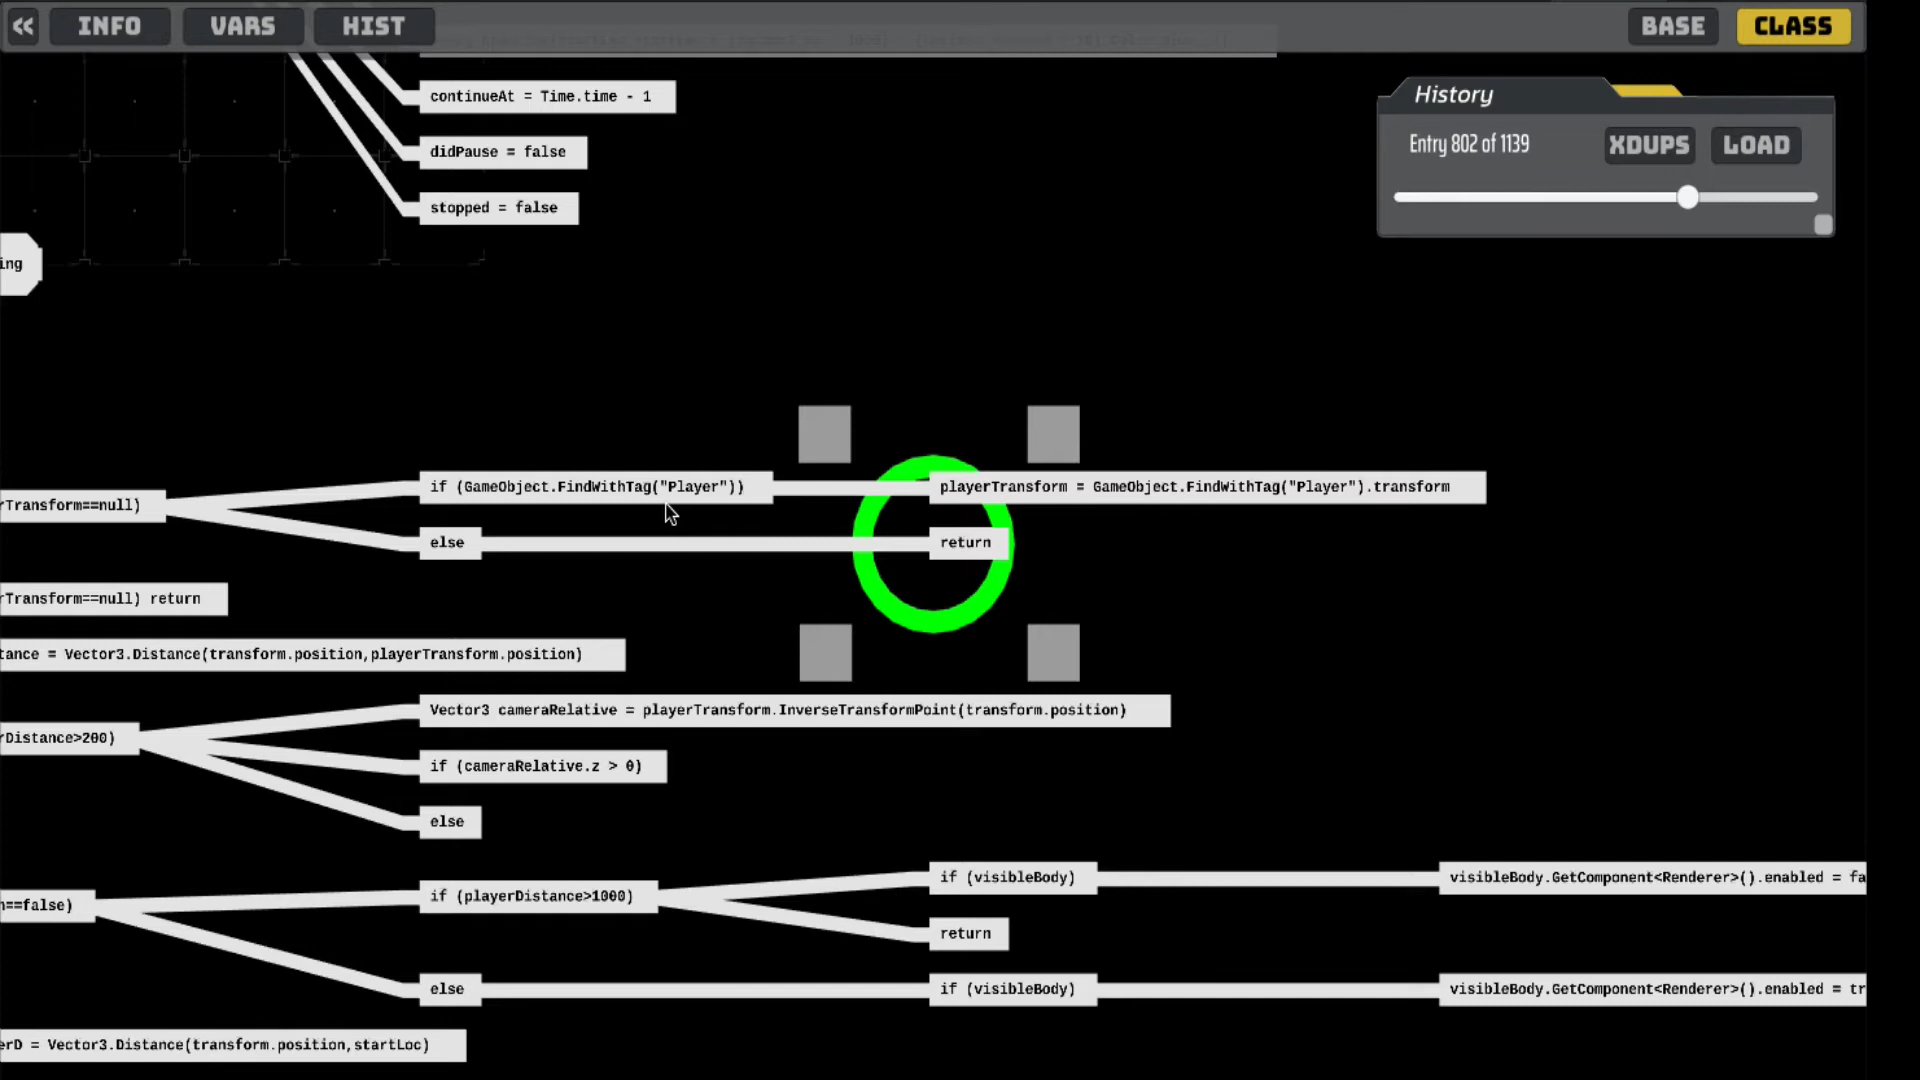 INFO VARS HIST BASE CLASS
continueAt = Time.time - 1
didPause = false
stopped = false
History
Entry 802 of 1139 XDUPS LOAD
ing
if (GameObject.FindWithTag("Player")) playerTransform = GameObject.FindWithTag("Player").transform
rTransform==null)
else return
rTransform==null) return
tance = Vector3.Distance(transform.position,playerTransform.position)
Vector3 cameraRelative = playerTransform.InverseTransformPoint(transform.position)
rDistance>200)
if (cameraRelative.z > 0)
else
if (visibleBody) visibleBody.GetComponent<Renderer>().enabled = fa
n==false) if (playerDistance>1000)
return
else if (visibleBody) visibleBody.GetComponent<Renderer>().enabled = tr
erD = Vector3.Distance(transform.position,startLoc)